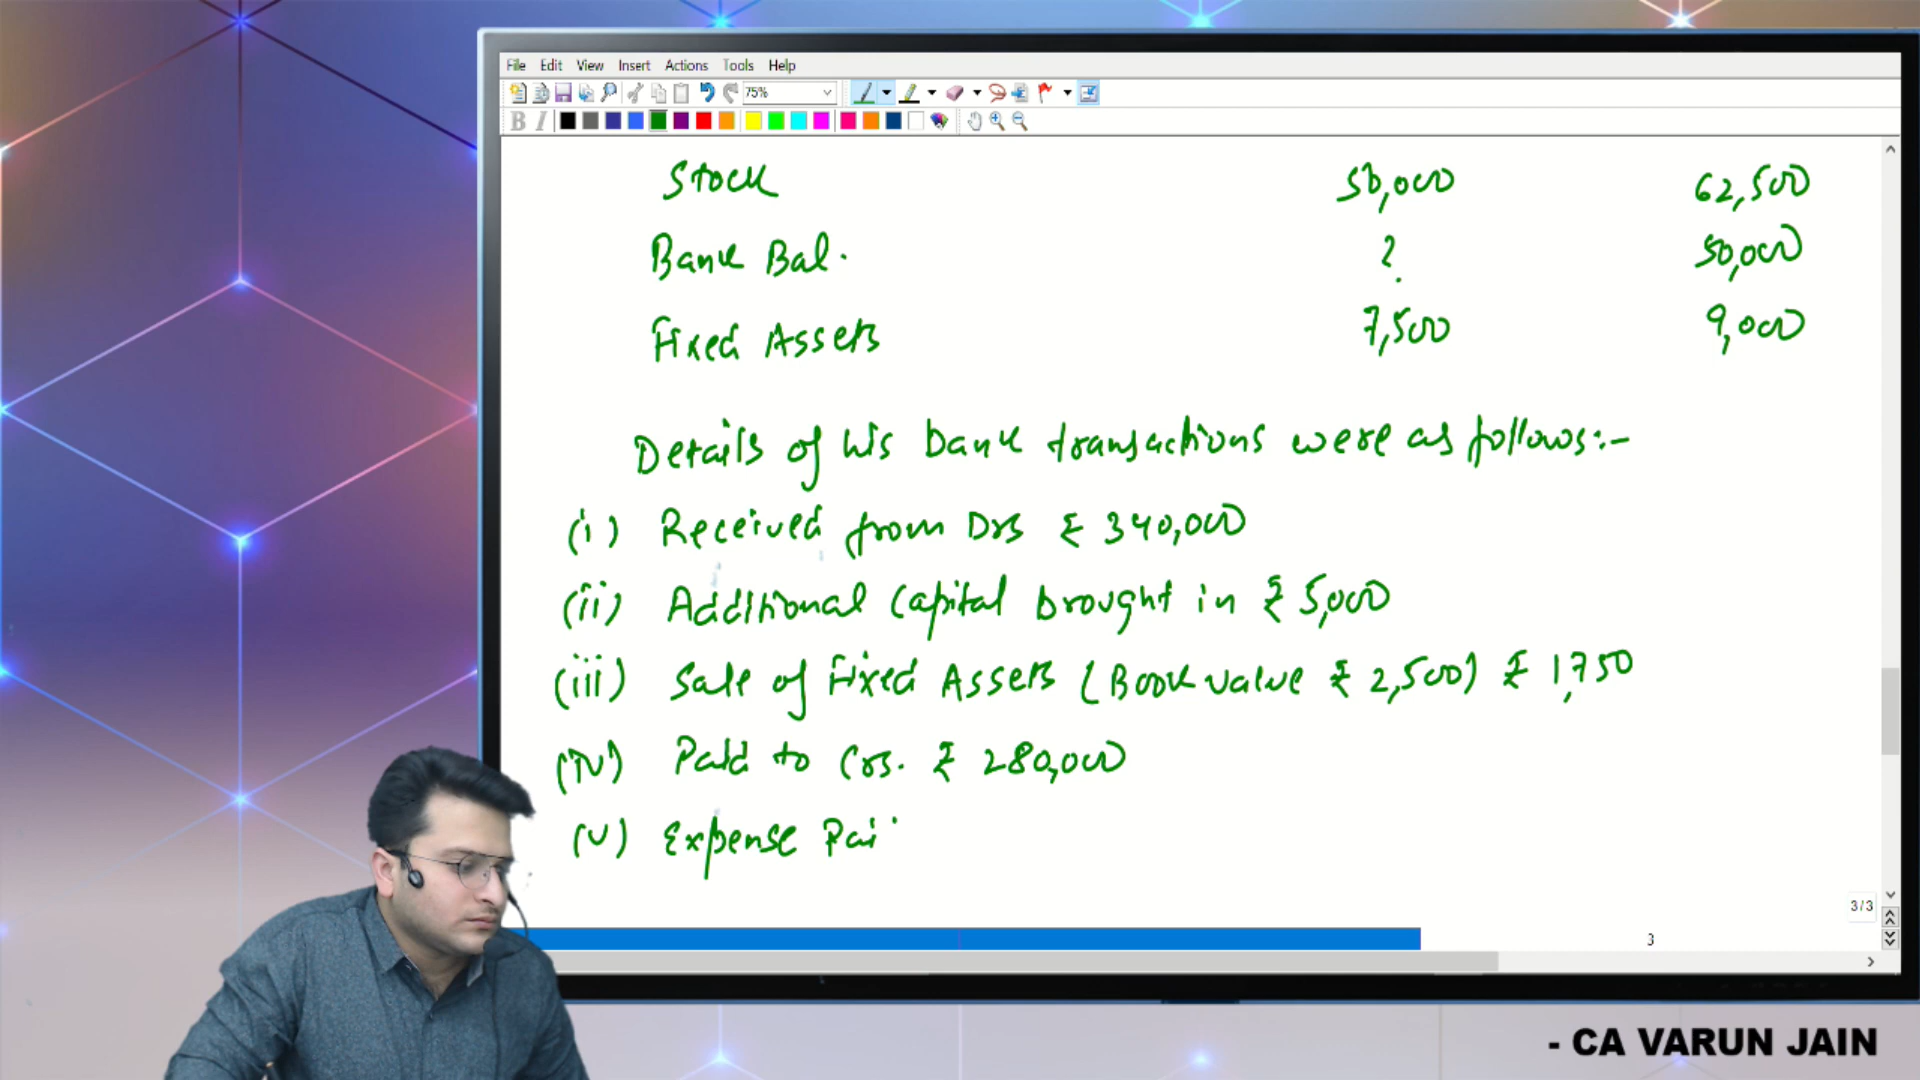 File Edit View Insert Actions Tools Help
75%
B I
Stock 50,000 62,500
Bank Bal. ? 50,000
Fixed Assets 7,500 9,000
Details of his bank transactions were as follows:-
(i) Received from Drs ₹ 340,000
(ii) Additional Capital brought in ₹ 5,000
(iii) Sale of Fixed Assets (Book value ₹ 2,500) ₹ 1,750
(iv) Paid to Crs. ₹ 280,000
(v) Expense Pai
3/3
3
- CA VARUN JAIN